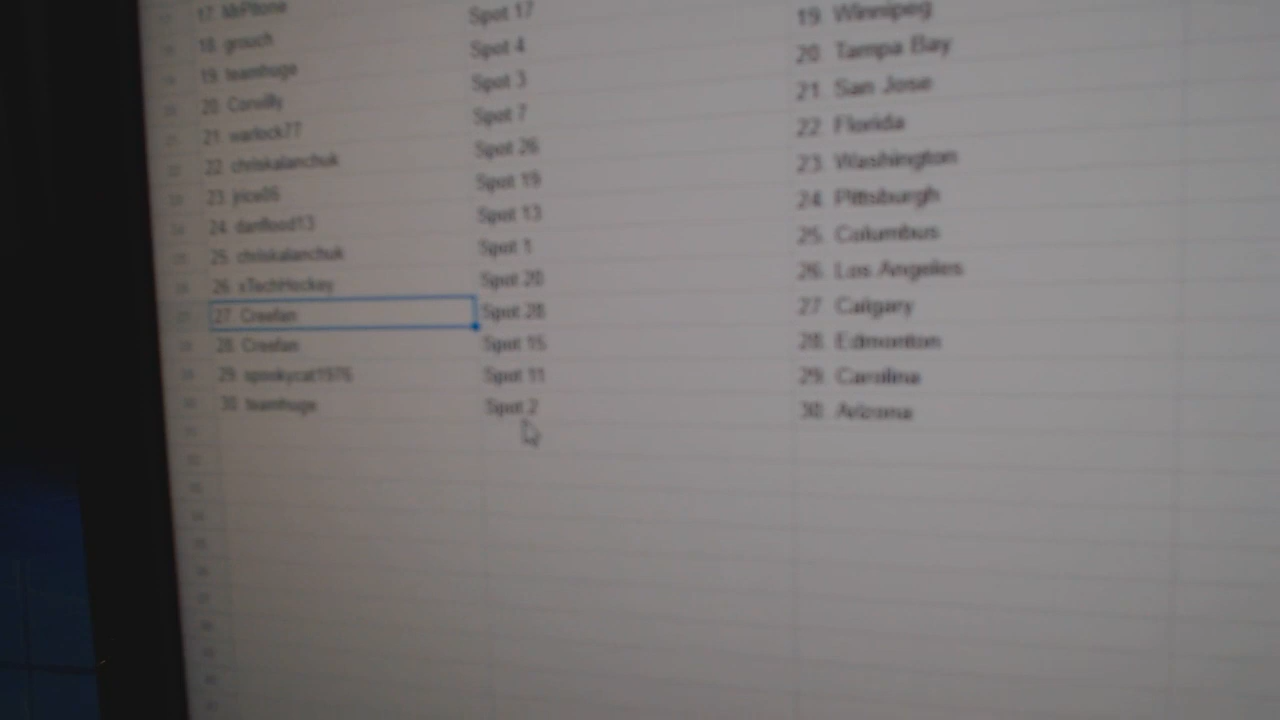 17 MrPitone Spot 17 19 Winnipeg
18 grouch Spot 4 20 Tampa Bay
19 teamhuge Spot 3 21 San Jose
20 Spot 7 22 Florida
21 warlock77 Spot 26 23 Washington
22 chriskalanchuk Spot 19 24 Pittsburgh
23 Spot 13 25 Columbus
24 danflood13 Spot 1 26 Los Angeles
25 chriskalanchuk Spot 20 27 Calgary
26 xTechHockey Spot 28 28 Edmonton
27 Creefan Spot 15 29 Carolina
28 Creefan Spot 11 30 Arizona
29 spookycat1976 Spot 2
30 teamhuge